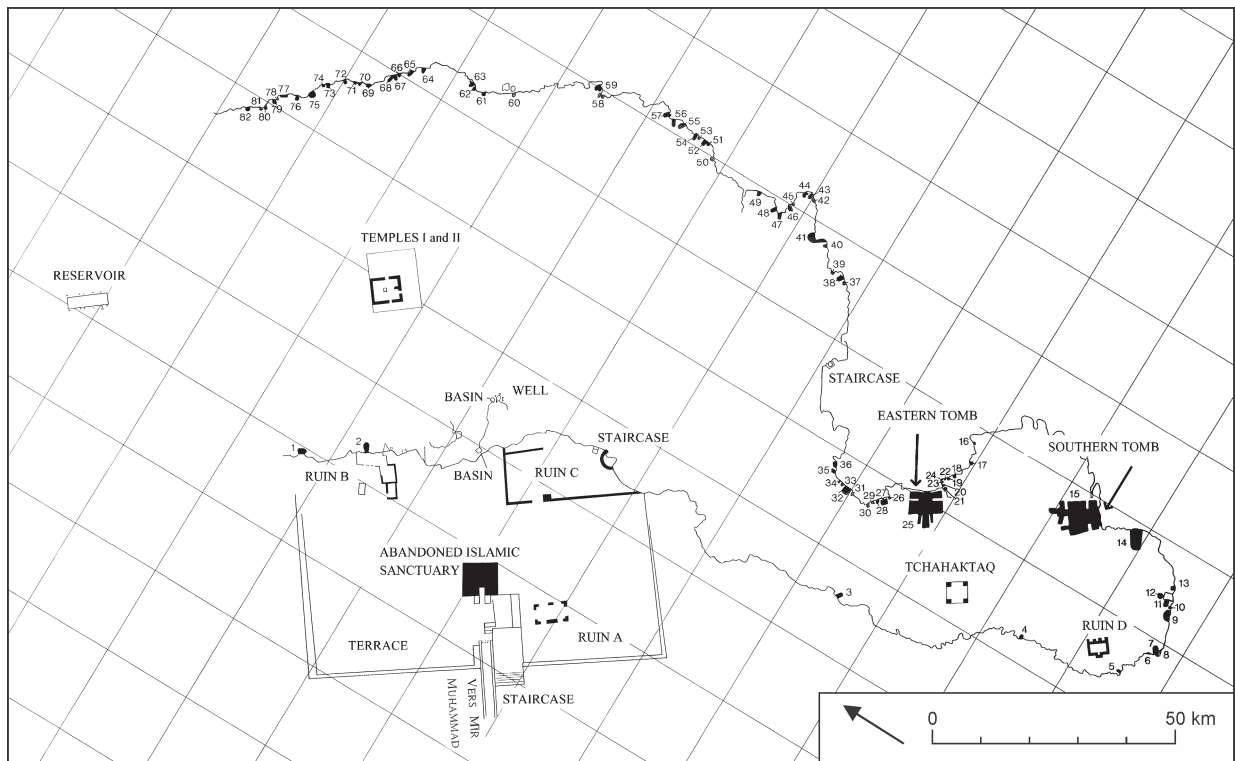 66 65
74 72 70 64
78 77 71 69 68 67
81 76 75 73
82 80 79
63
62 61 60
59
58
57 56 55
54 53 51
52
50
49 48 47 46 45 44 43
42
41 40
39
38 37
TEMPLES I and II
RESERVOIR
STAIRCASE
BASIN WELL
EASTERN TOMB
SOUTHERN TOMB
1 2
RUIN B
BASIN
RUIN C
STAIRCASE
36
35
34 33
32 31
30 29 28 27 26
25
24 22 18
23 19
20
21
16
17
15
14
13
12
11 10
9
ABANDONED ISLAMIC
SANCTUARY
TCHAHAKTAQ
3
4
RUIN D
7
6 8
5
RUIN A
TERRACE
STAIRCASE
VERS MIR
MUHAMMAD
0 50 km